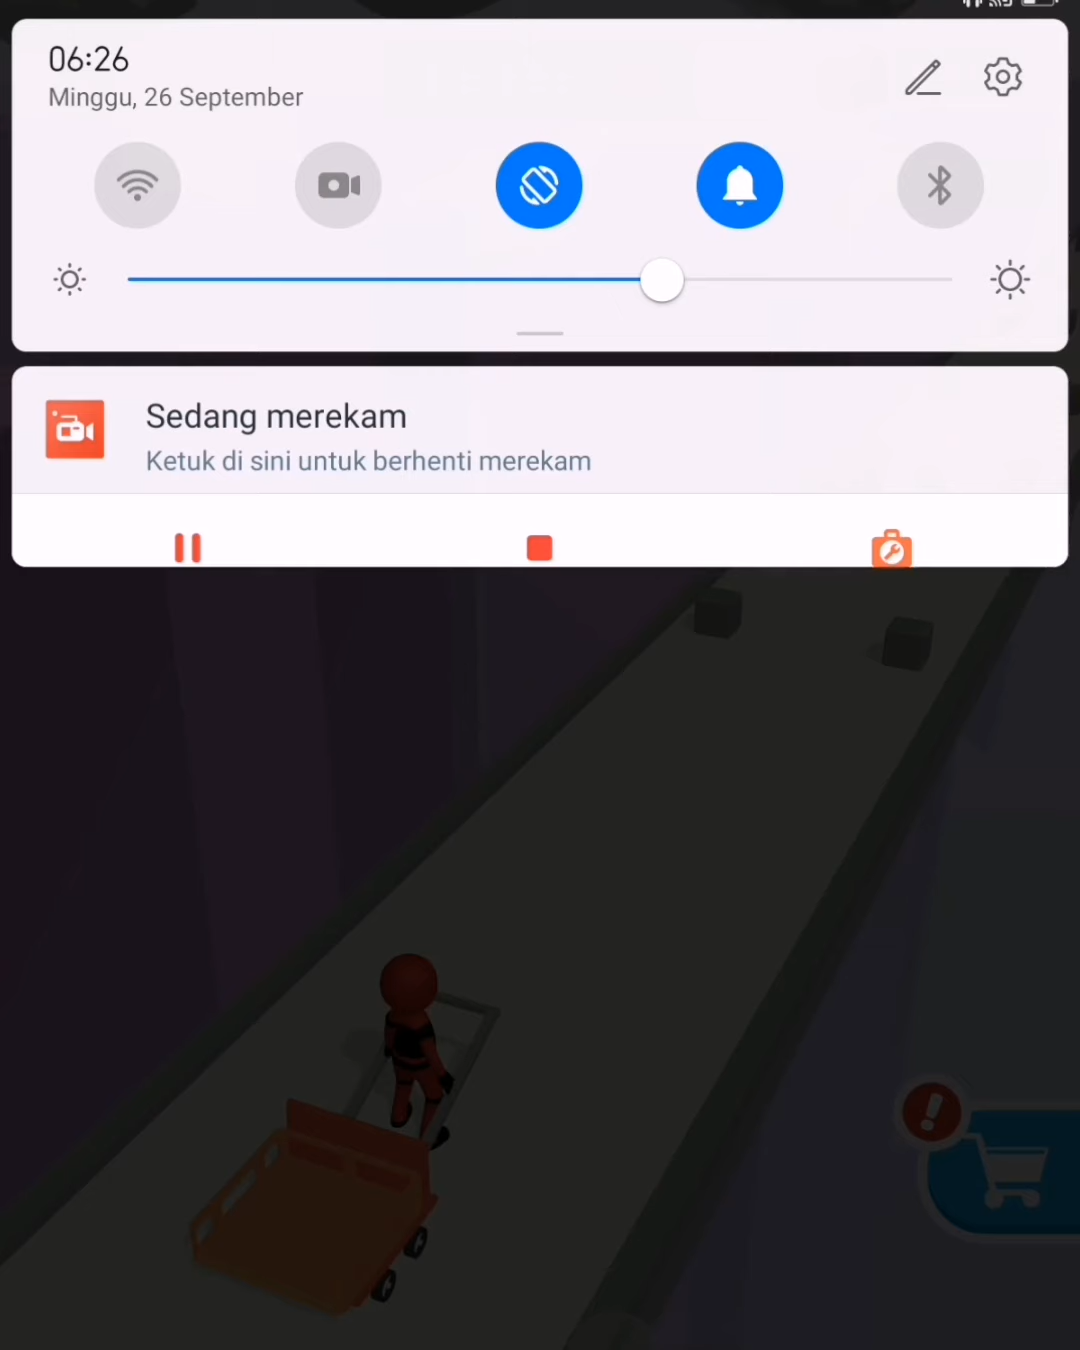 06:26
Minggu, 26 September
Sedang merekam
Ketuk di sini untuk berhenti merekam